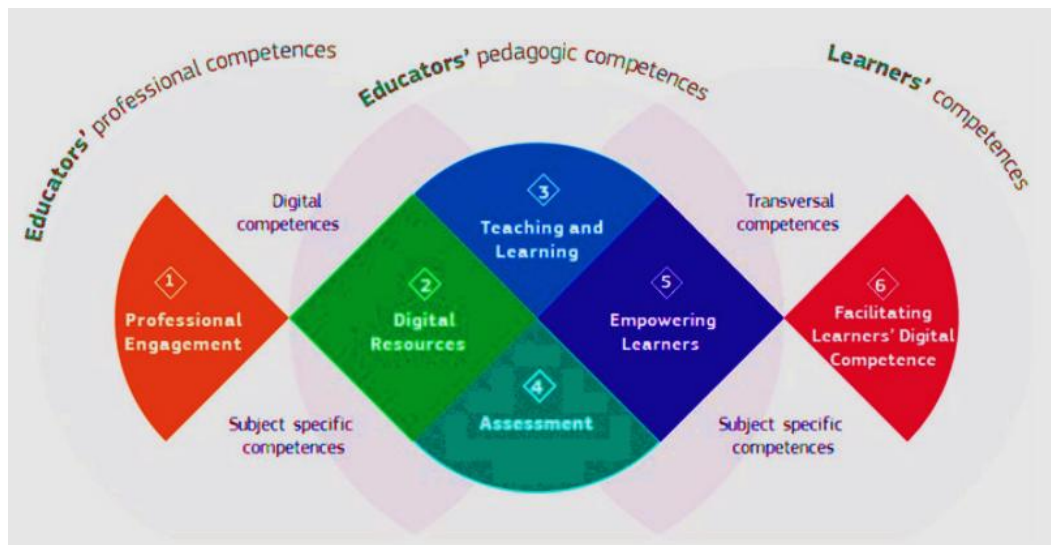 Educators' professional competences
Educators' pedagogic competences
Learners' competences
Digital
competences
Transversal
competences
1
Professional
Engagement
2
Digital
Resources
3
Teaching and
Learning
4
Assessment
5
Empowering
Learners
6
Facilitating
Learners' Digital
Competence
Subject specific
competences
Subject specific
competences